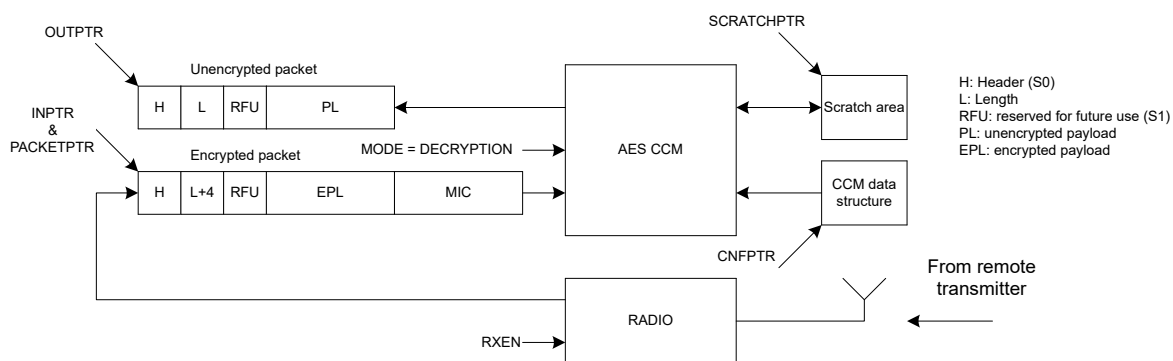 SCRATCHPTR
OUTPTR
Unencrypted packet
H L RFU PL
Scratch area
H: Header (S0)
L: Length
RFU: reserved for future use (S1)
PL: unencrypted payload
EPL: encrypted payload
INPTR
&
PACKETPTR
MODE = DECRYPTION
AES CCM
Encrypted packet
H L+4 RFU EPL MIC
CCM data
structure
CNFPTR
From remote
transmitter
RADIO
RXEN